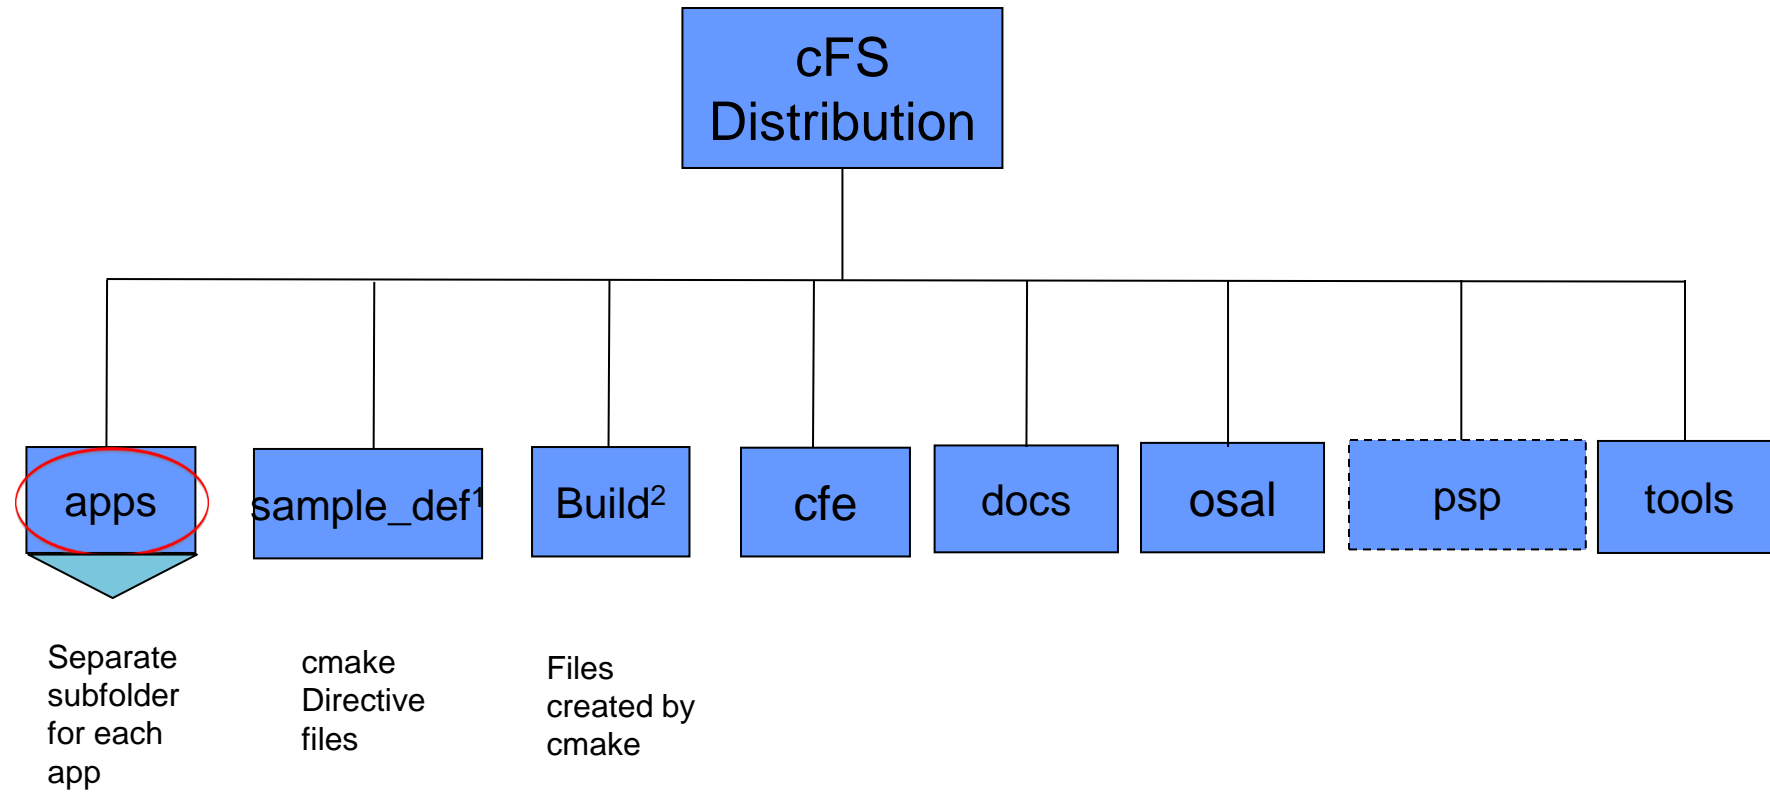 cFS
Distribution
apps
sample_def¹
Build²
cfe
docs
osal
psp
tools
Separate
subfolder
for each
app
cmake
Directive
files
Files
created by
cmake